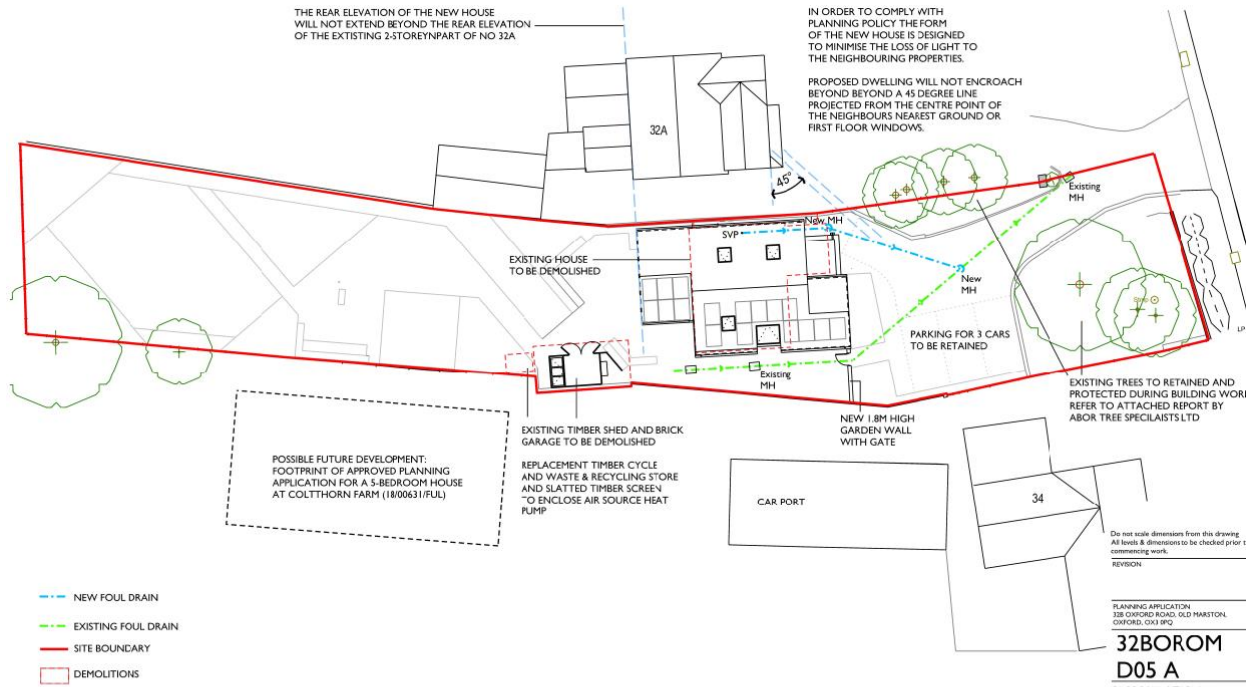 THE REAR ELEVATION OF THE NEW HOUSE
WILL NOT EXTEND BEYOND THE REAR ELEVATION
OF THE EXTISTING 2-STOREYNPART OF NO 32A
IN ORDER TO COMPLY WITH
PLANNING POLICY THE FORM
OF THE NEW HOUSE IS DESIGNED
TO MINIMISE THE LOSS OF LIGHT TO
THE NEIGHBOURING PROPERTIES.
PROPOSED DWELLING WILL NOT ENCROACH
BEYOND BEYOND A 45 DEGREE LINE
PROJECTED FROM THE CENTRE POINT OF
THE NEIGHBOURS NEAREST GROUND OR
FIRST FLOOR WINDOWS.
32A
45°
Existing
MH
New MH
SVP
EXISTING HOUSE
TO BE DEMOLISHED
New
MH
PARKING FOR 3 CARS
TO BE RETAINED
LP
Existing
MH
EXISTING TREES TO RETAINED AND
PROTECTED DURING BUILDING WORK
REFER TO ATTACHED REPORT BY
ABOR TREE SPECILAISTS LTD
NEW 1.8M HIGH
GARDEN WALL
WITH GATE
EXISTING TIMBER SHED AND BRICK
GARAGE TO BE DEMOLISHED
REPLACEMENT TIMBER CYCLE
AND WASTE & RECYCLING STORE
AND SLATTED TIMBER SCREEN
TO ENCLOSE AIR SOURCE HEAT
PUMP
POSSIBLE FUTURE DEVELOPMENT:
FOOTPRINT OF APPROVED PLANNING
APPLICATION FOR A 5-BEDROOM HOUSE
AT COLTTHORN FARM (18/00631/FUL)
CAR PORT
34
Do not scale dimensions from this drawing
All levels & dimensions to be checked prior t
commencing work.
REVISION
NEW FOUL DRAIN
EXISTING FOUL DRAIN
SITE BOUNDARY
DEMOLITIONS
PLANNING APPLICATION
32B OXFORD ROAD, OLD MARSTON,
OXFORD, OX3 0PQ
32BOROM
D05 A